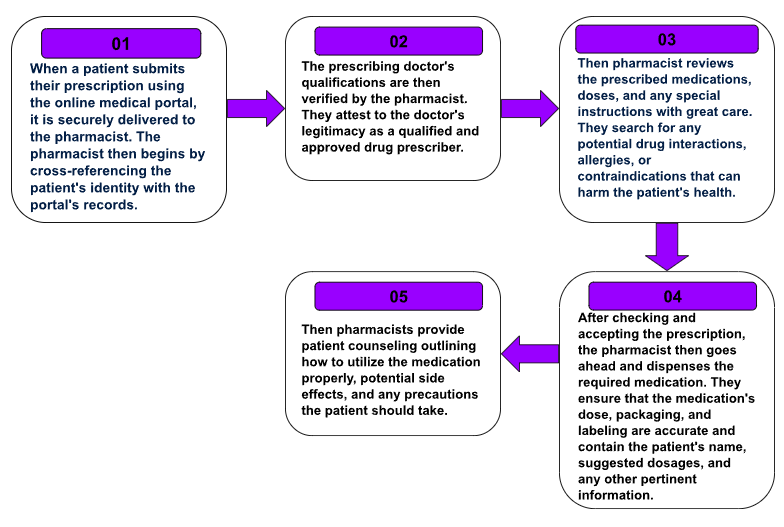 01
When a patient submits
their prescription using
the online medical portal,
it is securely delivered to
the pharmacist. The
pharmacist then begins by
cross-referencing the
patient's identity with the
portal's records.
02
The prescribing doctor's
qualifications are then
verified by the pharmacist.
They attest to the doctor's
legitimacy as a qualified and
approved drug prescriber.
03
Then pharmacist reviews
the prescribed medications,
doses, and any special
instructions with great care.
They search for any
potential drug interactions,
allergies, or
contraindications that can
harm the patient's health.
04
After checking and
accepting the prescription,
the pharmacist then goes
ahead and dispenses the
required medication. They
ensure that the medication's
dose, packaging, and
labeling are accurate and
contain the patient's name,
suggested dosages, and
any other pertinent
information.
05
Then pharmacists provide
patient counseling outlining
how to utilize the medication
properly, potential side
effects, and any precautions
the patient should take.